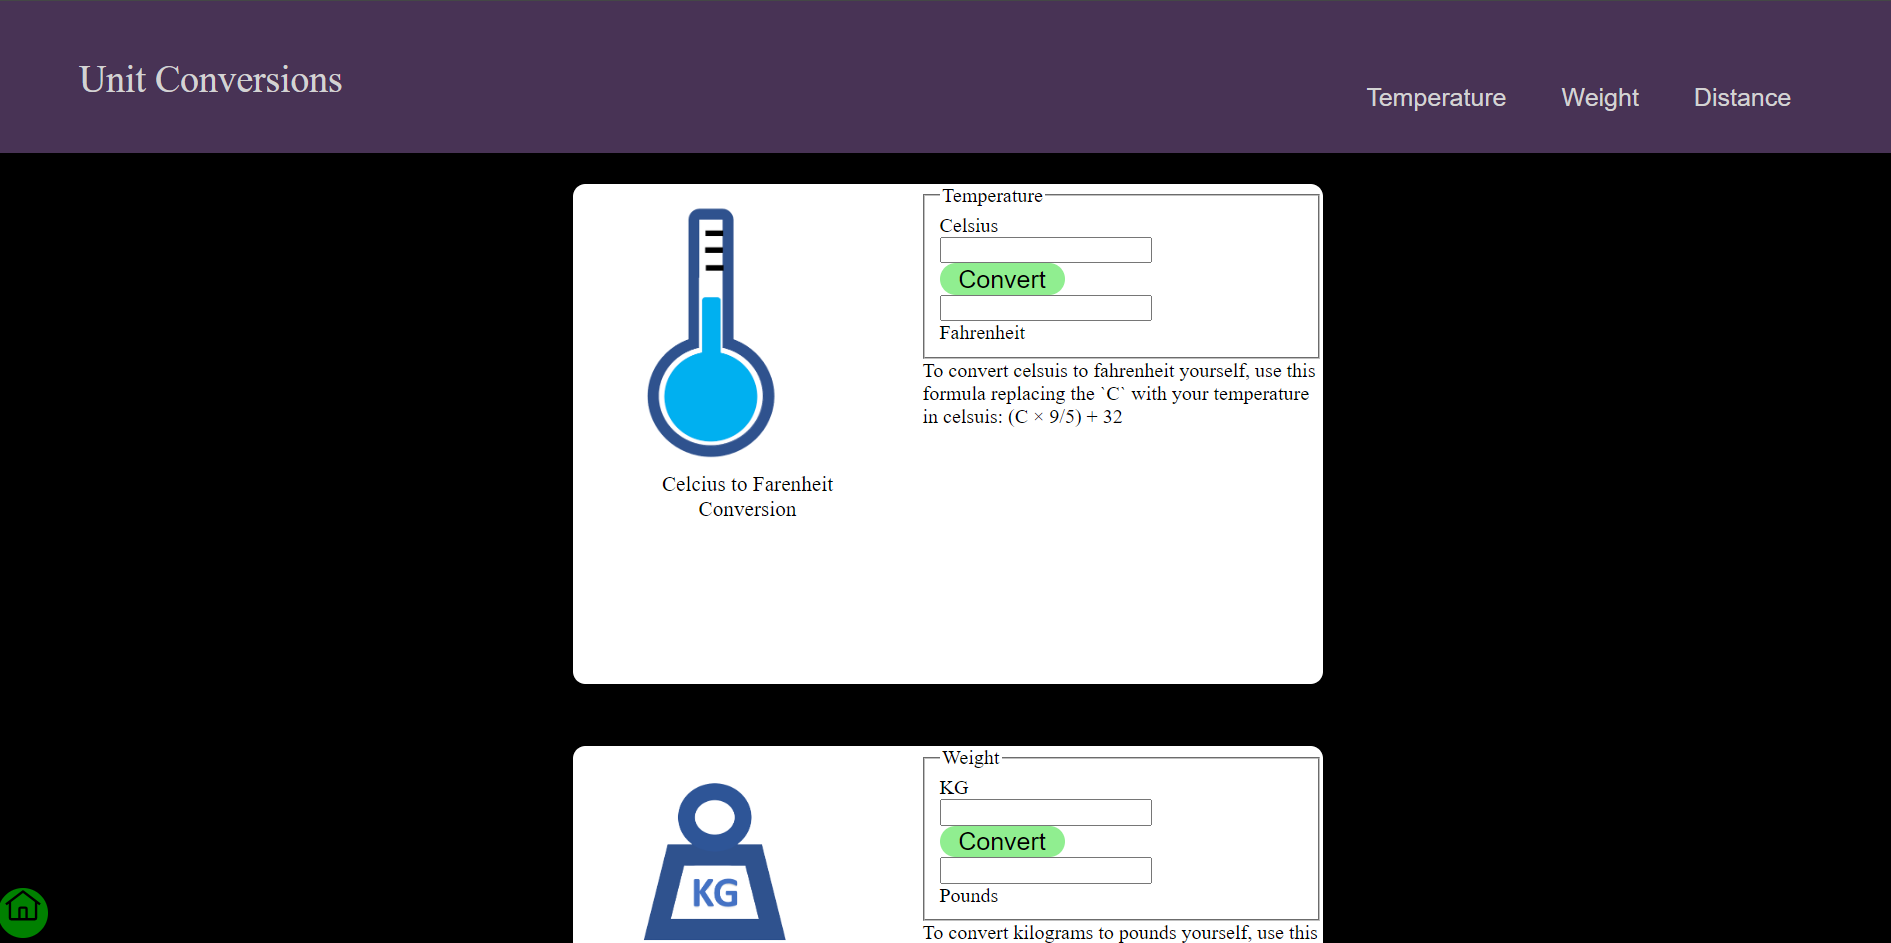 Unit Conversions
Temperature Weight Distance
Temperature
Celsius
Convert
Fahrenheit
To convert celsuis to fahrenheit yourself, use this
formula replacing the `C` with your temperature
in celsuis: (C × 9/5) + 32
Celcius to Farenheit
Conversion
Weight
KG
Convert
Pounds
To convert kilograms to pounds yourself, use this
KG